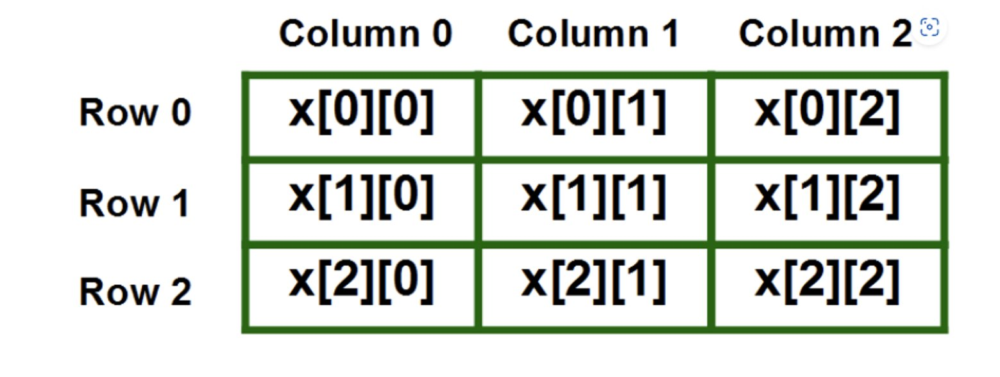 Column 0 Column 1 Column 2
Row 0 x[0][0] x[0][1] x[0][2]
Row 1 x[1][0] x[1][1] x[1][2]
Row 2 x[2][0] x[2][1] x[2][2]